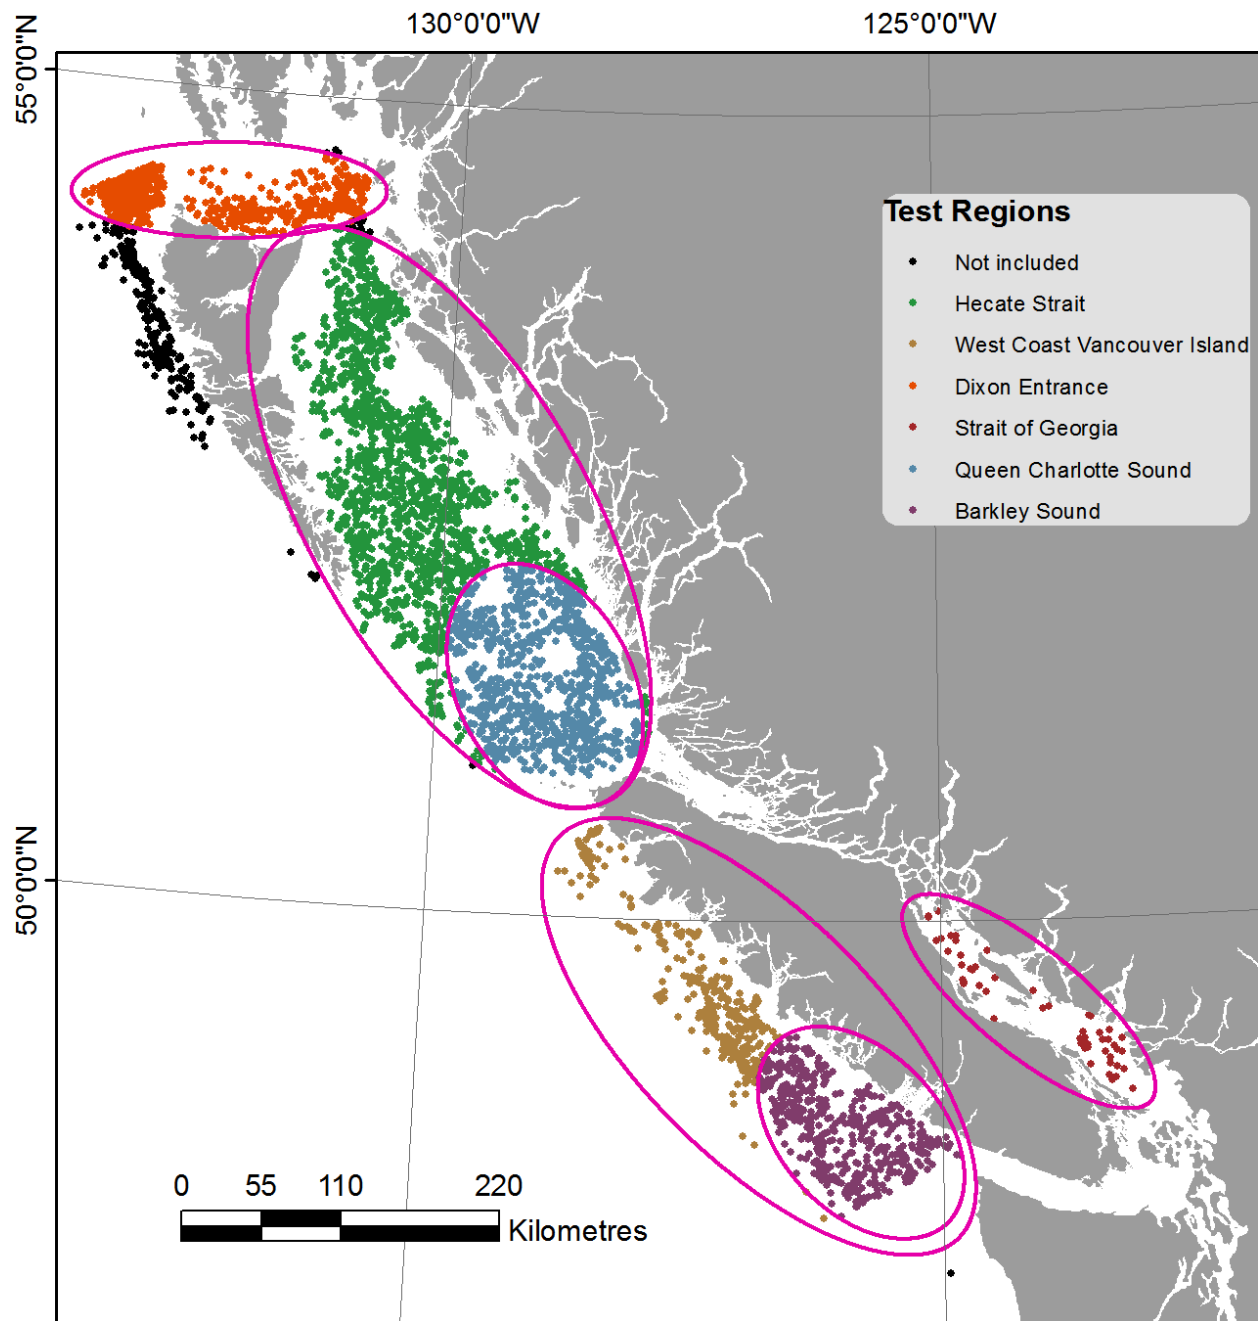 130°0'0"W
125°0'0"W
55°0'0"N
Test Regions
Not included
Hecate Strait
West Coast Vancouver Island
Dixon Entrance
Strait of Georgia
Queen Charlotte Sound
Barkley Sound
50°0'0"N
0 55 110 220
Kilometres